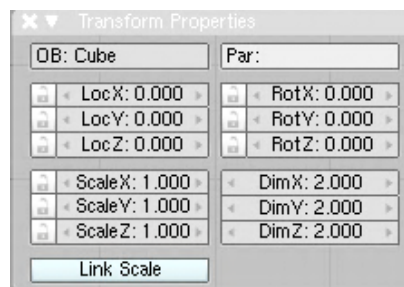 Transform Properties
OB: Cube
Par:
LocX: 0.000
LocY: 0.000
LocZ: 0.000
RotX: 0.000
RotY: 0.000
RotZ: 0.000
ScaleX: 1.000
ScaleY: 1.000
ScaleZ: 1.000
DimX: 2.000
DimY: 2.000
DimZ: 2.000
Link Scale